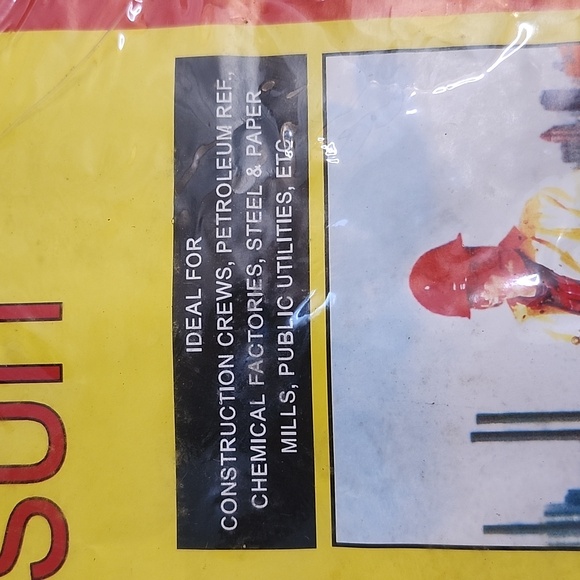 SUIT
IDEAL FOR
CONSTRUCTION CREWS, PETROLEUM REF.,
CHEMICAL FACTORIES, STEEL & PAPER
MILLS, PUBLIC UTILITIES, ETC.